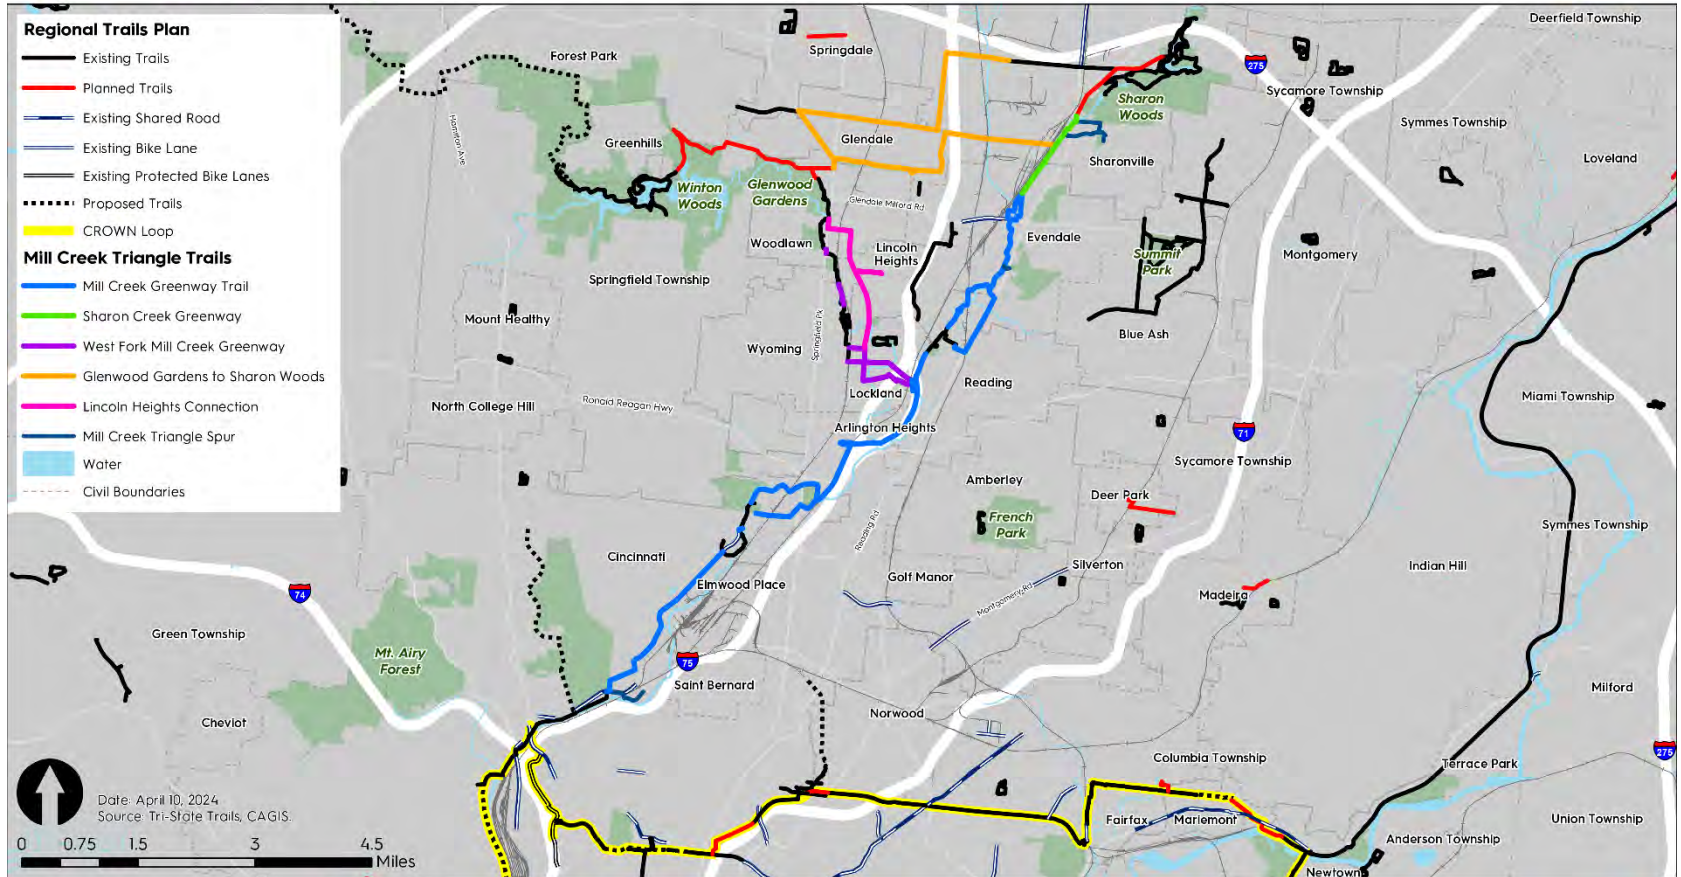 Regional Trails Plan
Existing Trails
Planned Trails
Existing Shared Road
Existing Bike Lane
Existing Protected Bike Lanes
Proposed Trails
CROWN Loop
Mill Creek Triangle Trails
Mill Creek Greenway Trail
Sharon Creek Greenway
West Fork Mill Creek Greenway
Glenwood Gardens to Sharon Woods
Lincoln Heights Connection
Mill Creek Triangle Spur
Water
Civil Boundaries
Deerfield Township
Springdale
Forest Park
275
Sycamore Township
Sharon
Woods
Symmes Township
Hamilton Ave
Greenhills
Glendale
Sharonville
Loveland
Winton
Woods
Glenwood
Gardens
Glendale Milford Rd
Woodlawn
Lincoln
Heights
Evendale
Summit
Park
Montgomery
Springfield Township
Mount Healthy
Springfield Pk
Blue Ash
Wyoming
Reading
Lockland
Ronald Reagan Hwy
North College Hill
Miami Township
Arlington Heights
71
Sycamore Township
Amberley
Deer Park
French
Park
Reading Rd
Symmes Township
Cincinnati
Elmwood Place
Golf Manor
Silverton
Indian Hill
74
Montgomery Rd
Madeira
Green Township
Mt. Airy
Forest
75
Saint Bernard
Milford
Norwood
Cheviot
275
Columbia Township
Terrace Park
Fairfax
Mariemont
Union Township
Anderson Township
Newtown
Date: April 10, 2024
Source: Tri-State Trails, CAGIS.
0 0.75 1.5 3 4.5
Miles